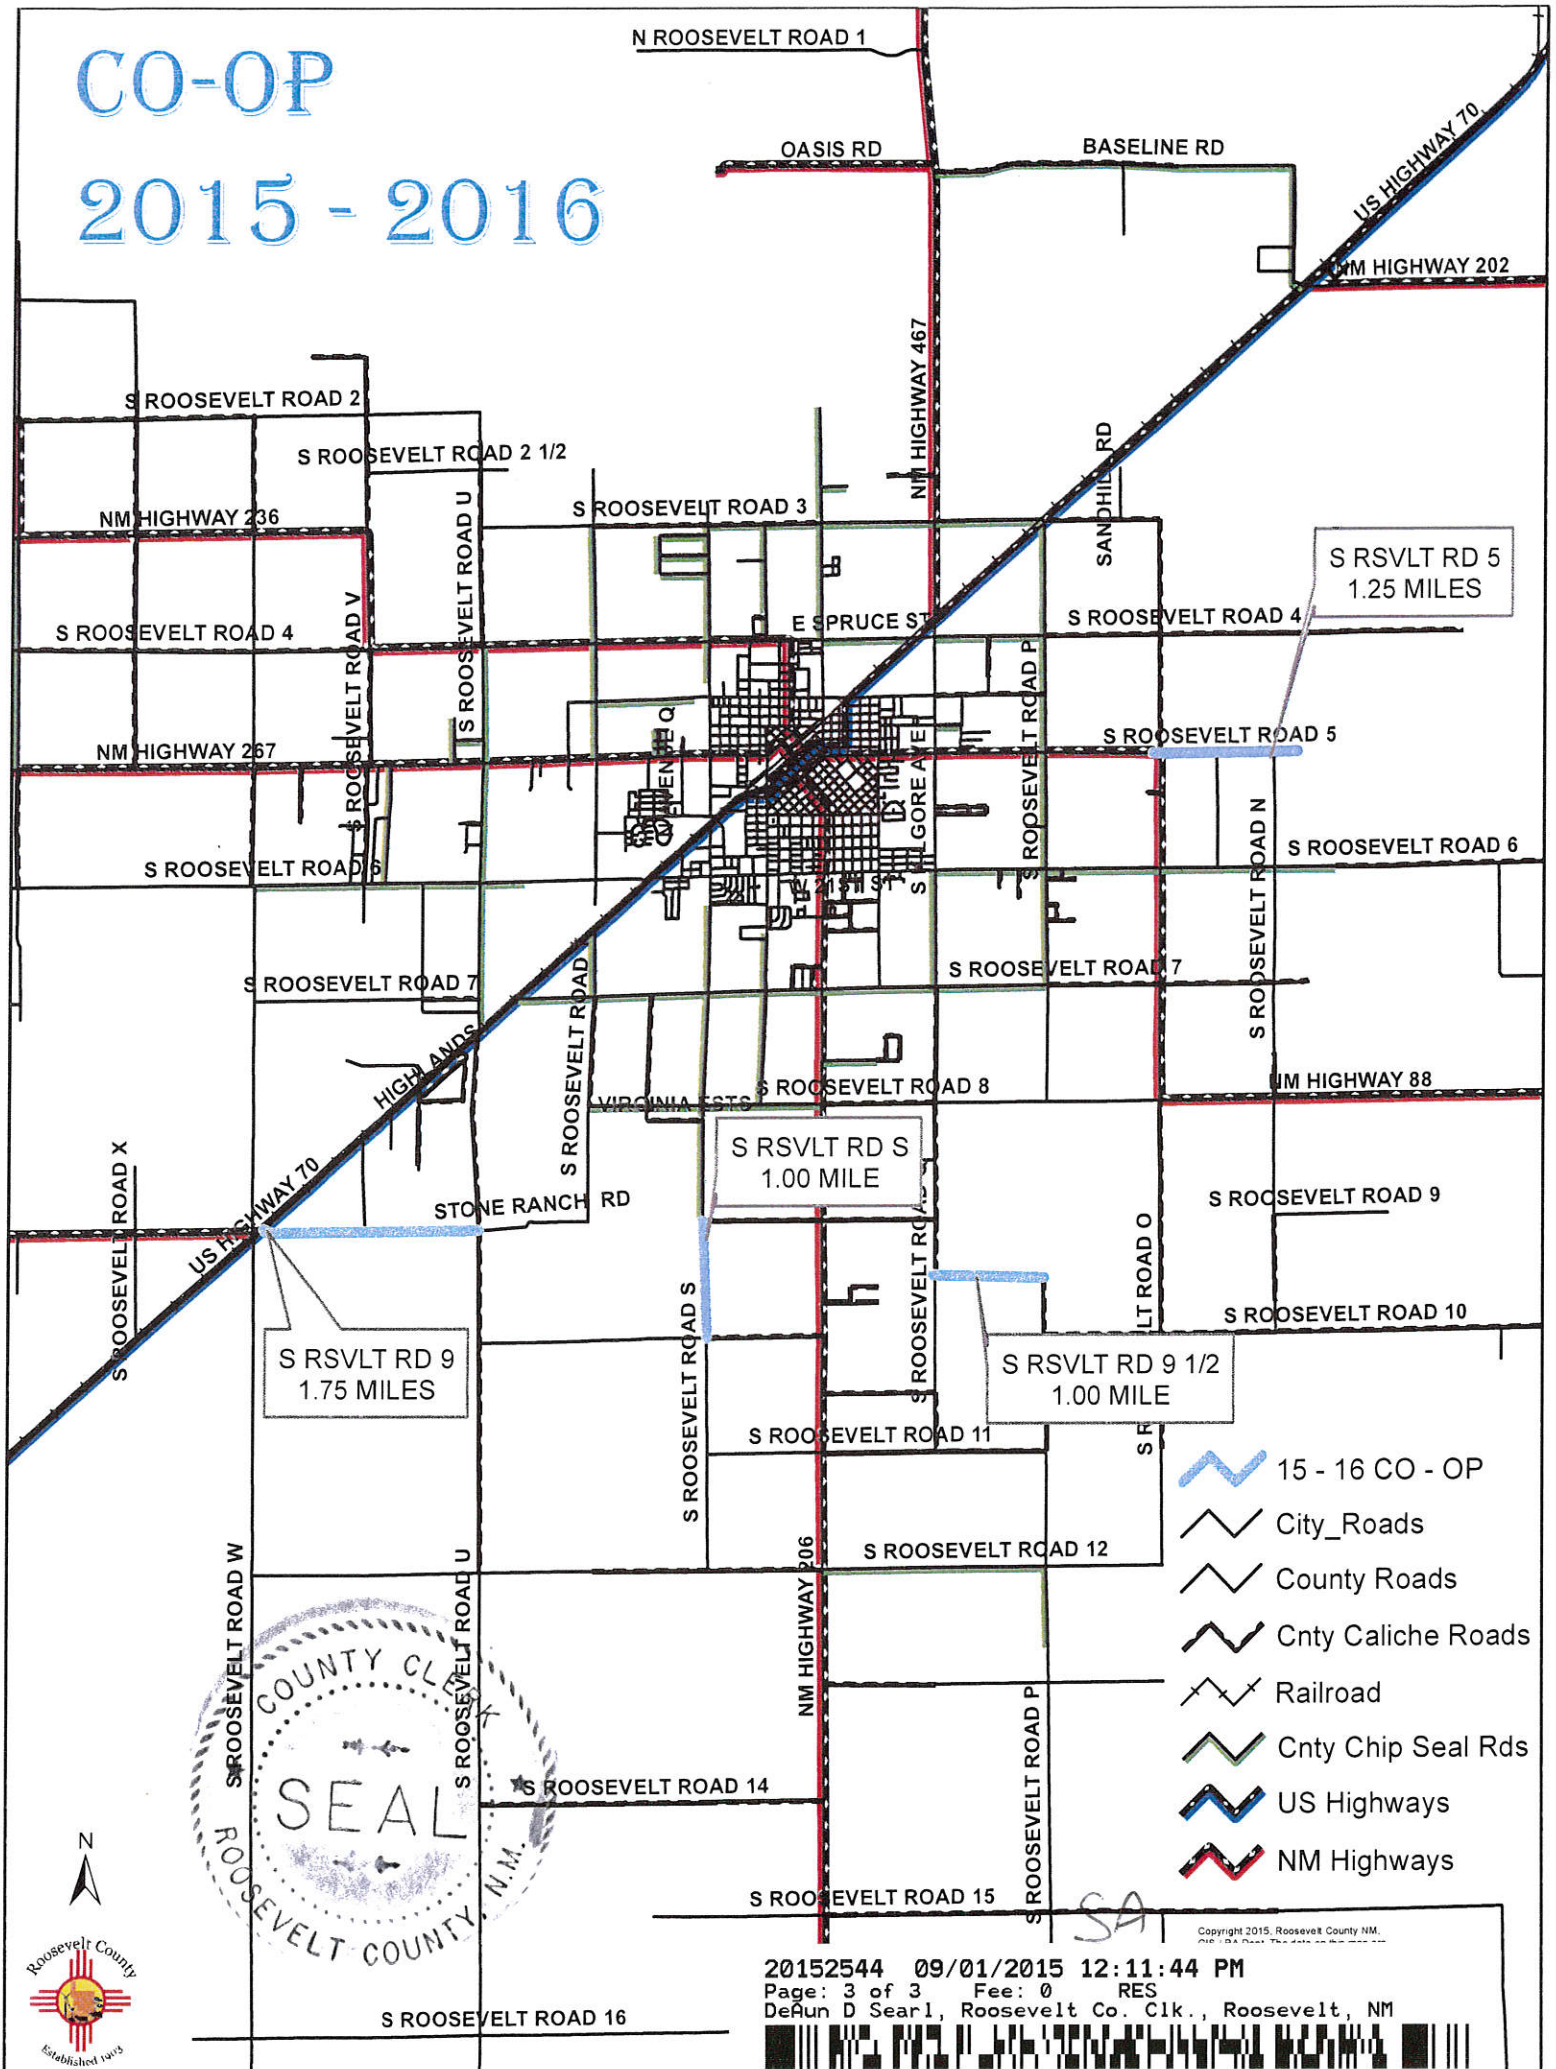 CO-OP
2015 - 2016
N ROOSEVELT ROAD 1
OASIS RD
BASELINE RD
US HIGHWAY 70
NM HIGHWAY 202
NM HIGHWAY 467
S ROOSEVELT ROAD 2
S ROOSEVELT ROAD 2 1/2
S ROOSEVELT ROAD U
S ROOSEVELT ROAD 3
SANDHILL RD
NM HIGHWAY 236
S RSVLT RD 5
1.25 MILES
S ROOSEVELT ROAD V
S ROOSEVELT ROAD 4
E SPRUCE ST
S ROOSEVELT ROAD 4
S ROOSEVELT ROAD P
NM HIGHWAY 267
S ROOSEVELT ROAD 5
S ROOSEVELT ROAD 6
W 21ST ST
S ROOSEVELT ROAD N
S ROOSEVELT ROAD 6
S ROOSEVELT ROAD 7
S ROOSEVELT ROAD
S ROOSEVELT ROAD 7
HIGHLANDS
VIRGINIA ESTS
S ROOSEVELT ROAD 8
NM HIGHWAY 88
S ROOSEVELT ROAD X
US HIGHWAY 70
STONE RANCH RD
S RSVLT RD S
1.00 MILE
S ROOSEVELT ROAD 9
S ROOSEVELT ROAD O
S ROOSEVELT ROAD S
S ROOSEVELT ROAD 10
S RSVLT RD 9
1.75 MILES
S RSVLT RD 9 1/2
1.00 MILE
S ROOSEVELT ROAD 11
15 - 16 CO - OP
City_Roads
County Roads
Cnty Caliche Roads
Railroad
Cnty Chip Seal Rds
US Highways
NM Highways
S ROOSEVELT ROAD W
S ROOSEVELT ROAD U
NM HIGHWAY 206
S ROOSEVELT ROAD 12
S ROOSEVELT ROAD P
COUNTY CLERK
SEAL
ROOSEVELT COUNTY, N.M.
S ROOSEVELT ROAD 14
N
S ROOSEVELT ROAD 15
SA
Copyright 2015, Roosevelt County NM,
Roosevelt County
Established 1903
20152544 09/01/2015 12:11:44 PM
Page: 3 of 3 Fee: 0 RES
DeAun D Searl, Roosevelt Co. Clk., Roosevelt, NM
S ROOSEVELT ROAD 16